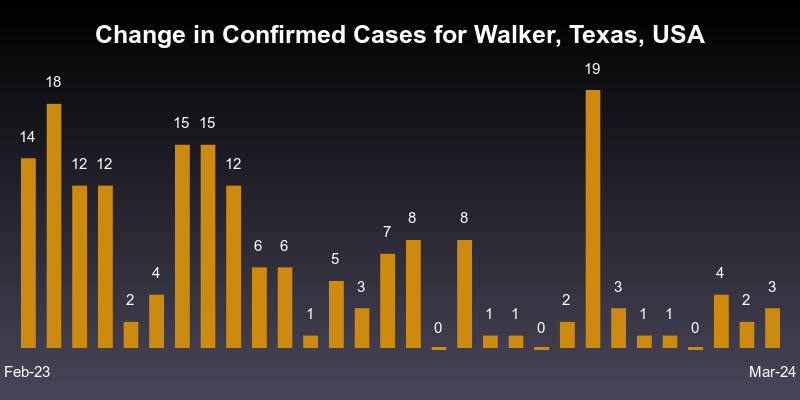 Change in Confirmed Cases for Walker, Texas, USA
14 18 12 12 2 4 15 15 12 6 6 1 5 3 7 8 0 8 1 1 0 2 19 3 1 1 0 4 2 3
Feb-23 Mar-24